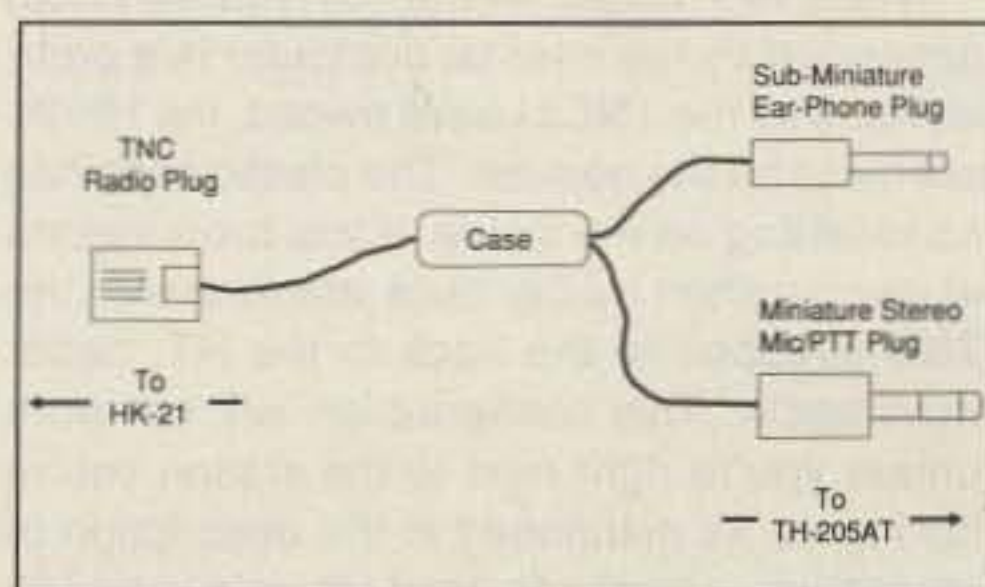 TNC
Radio Plug
Case
Sub-Miniature
Ear-Phone Plug
Miniature Stereo
Mic/PTT Plug
To
HK-21
To
TH-205AT